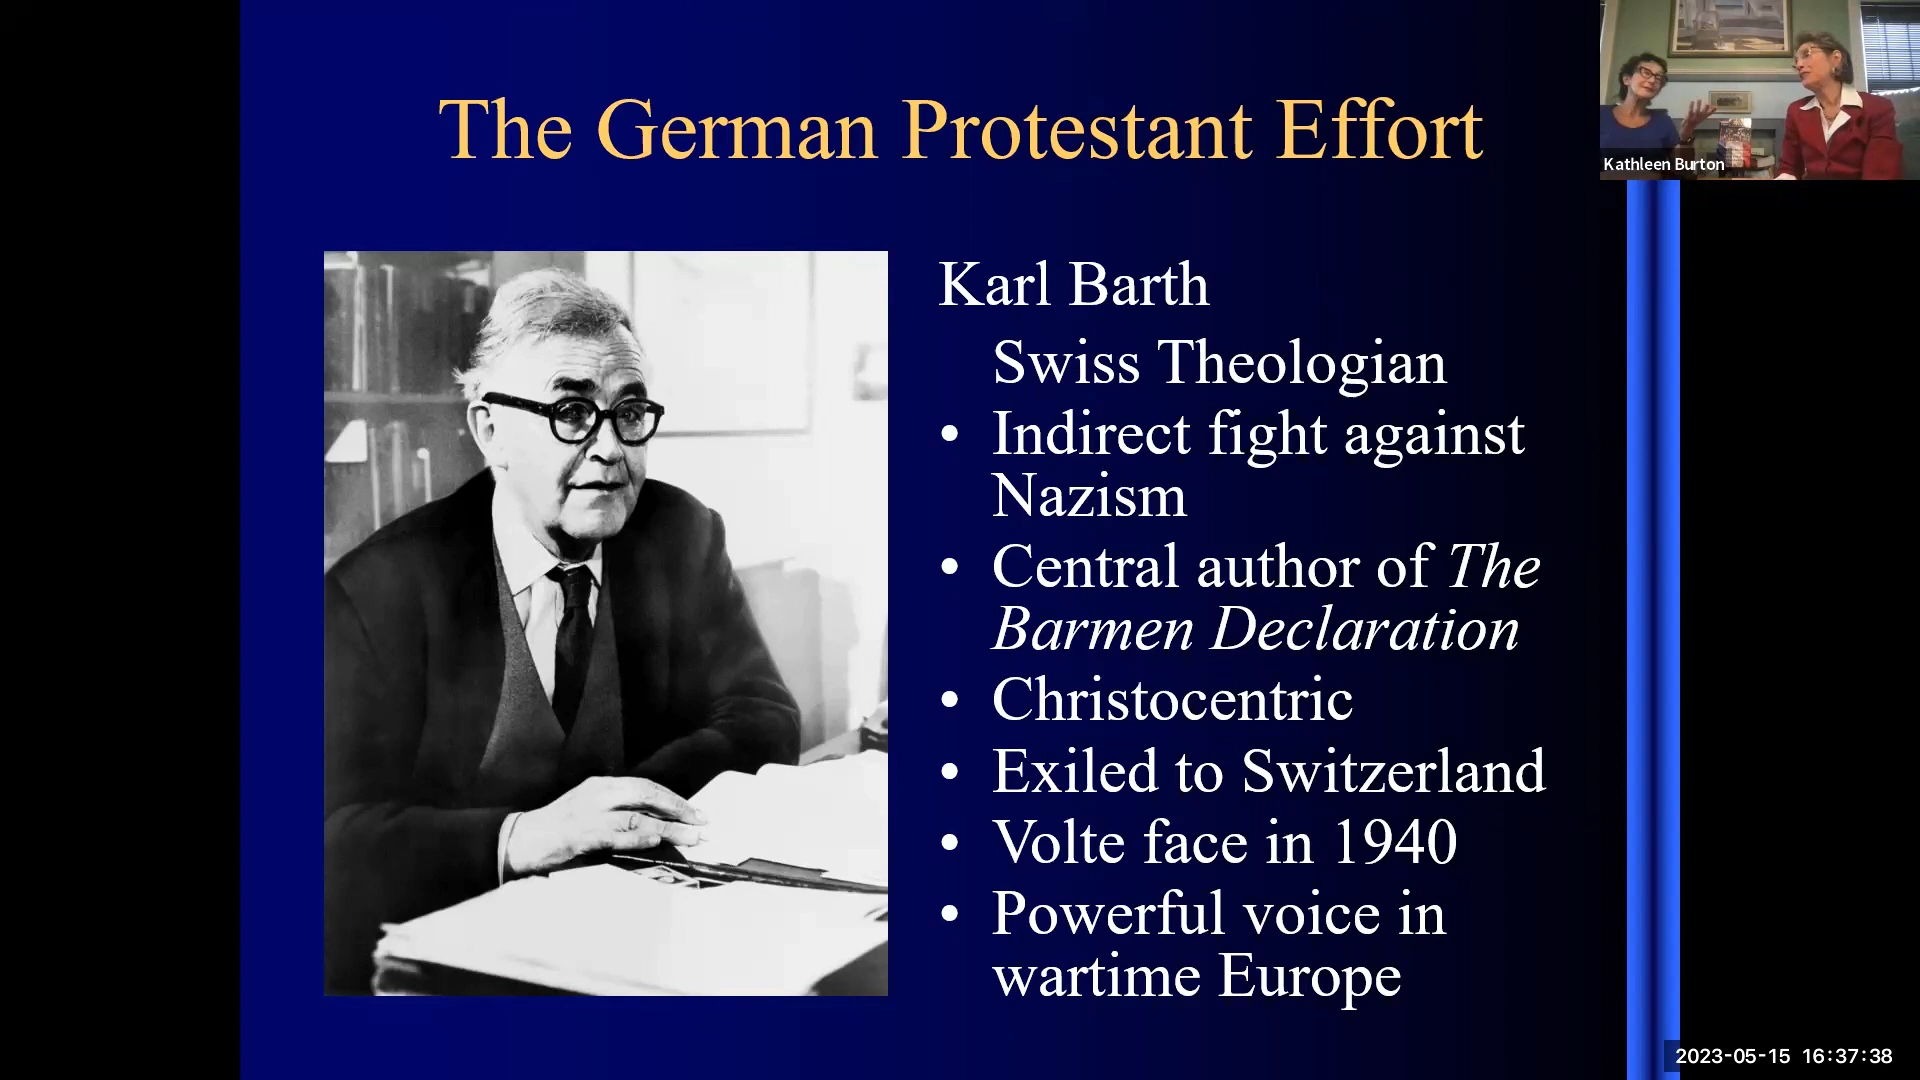 The German Protestant Effort
Kathleen Burton
Karl Barth
Swiss Theologian
• Indirect fight against
Nazism
• Central author of The
Barmen Declaration
• Christocentric
• Exiled to Switzerland
• Volte face in 1940
• Powerful voice in
wartime Europe
2023-05-15 16:37:38